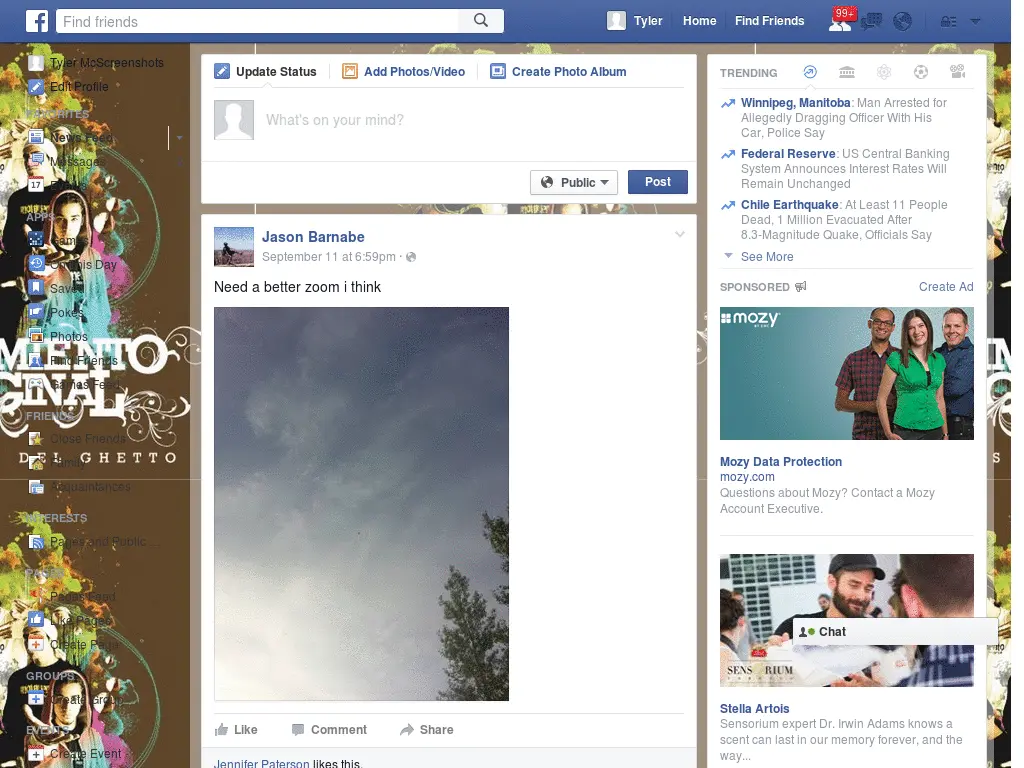 Find friends
Tyler
Home
Find Friends
99+
Tyler McScreenshots
Edit Profile
FAVORITES
News Feed
Messages
17
APPS
Games
On This Day
Saved
Pokes
Photos
Find Friends
Games Feed
FRIENDS
Close Friends
Family
Acquaintances
INTERESTS
Pages and Public ...
Pages Feed
Like Pages
Create Page
GROUPS
Create Group
EVENTS
Create Event
DEL GHETTO
Update Status
Add Photos/Video
Create Photo Album
What's on your mind?
Public
Post
Jason Barnabe
September 11 at 6:59pm ·
Need a better zoom i think
Like
Comment
Share
Jennifer Paterson likes this.
TRENDING
Winnipeg, Manitoba: Man Arrested for
Allegedly Dragging Officer With His
Car, Police Say
Federal Reserve: US Central Banking
System Announces Interest Rates Will
Remain Unchanged
Chile Earthquake: At Least 11 People
Dead, 1 Million Evacuated After
8.3-Magnitude Quake, Officials Say
See More
SPONSORED
Create Ad
mozy
BY EMC
Mozy Data Protection
mozy.com
Questions about Mozy? Contact a Mozy
Account Executive.
Chat
SENSORIUM
Stella Artois
Sensorium expert Dr. Irwin Adams knows a
scent can last in our memory forever, and the
way...